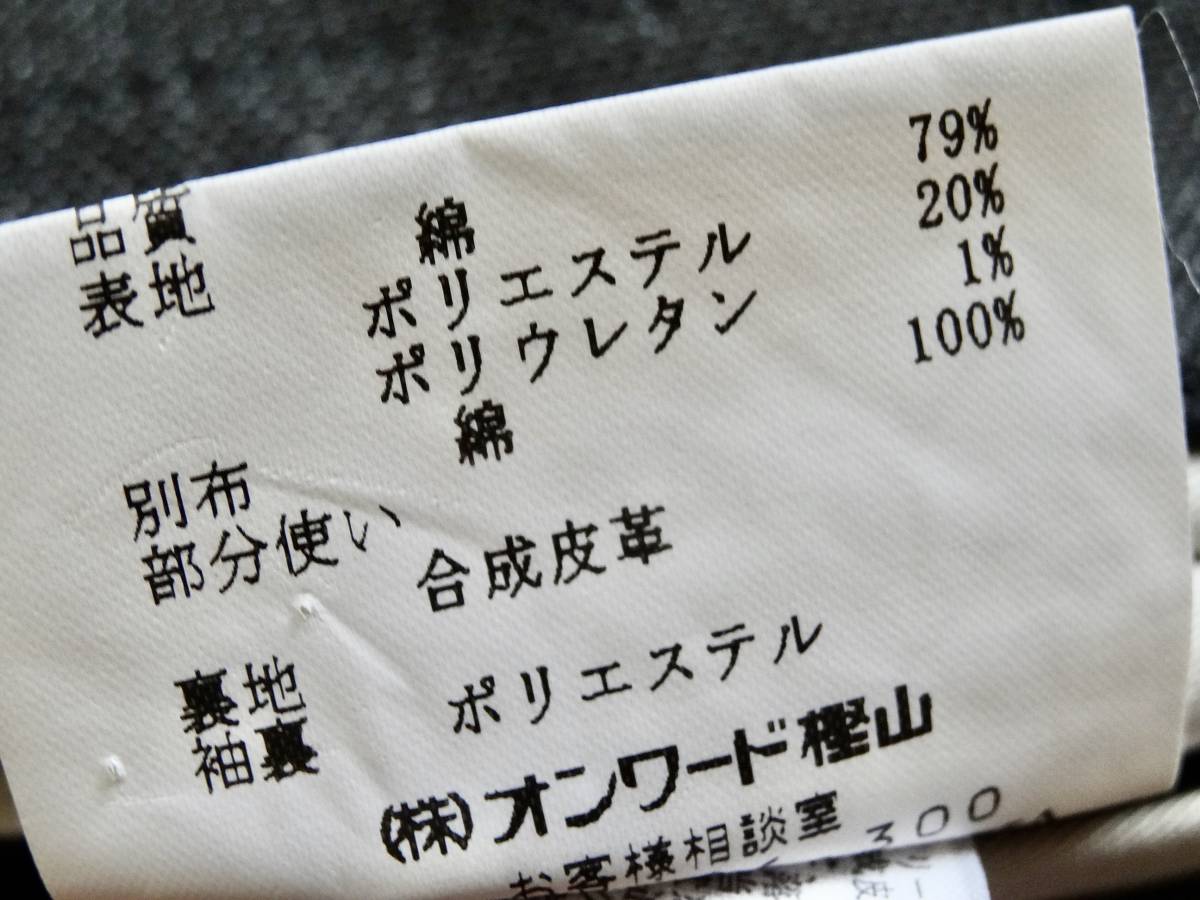 品質
表地 綿 79%
ポリエステル 20%
ポリウレタン 1%
別布 綿 100%
部分使い
合成皮革
裏地
袖裏 ポリエステル
(株)オンワード樫山
お客様相談室